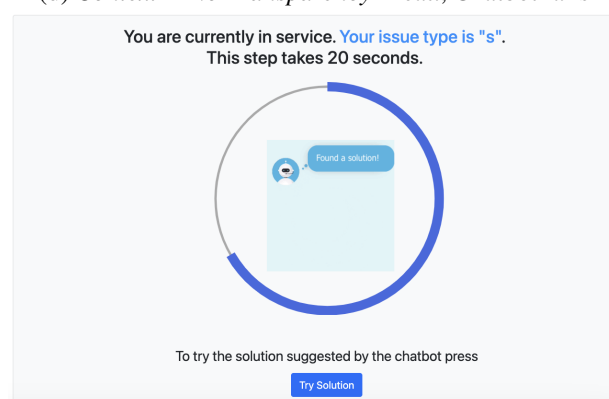 You are currently in service. Your issue type is "s".
This step takes 20 seconds.
Found a solution!
To try the solution suggested by the chatbot press
Try Solution